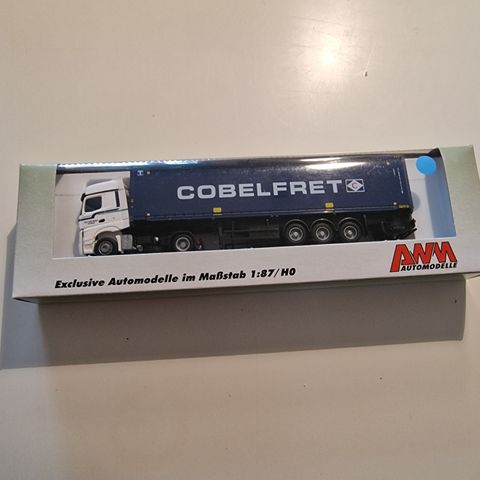 COBELFRET
Exclusive Automodelle im Maßstab 1:87/H0
AWM
AUTOMODELLE